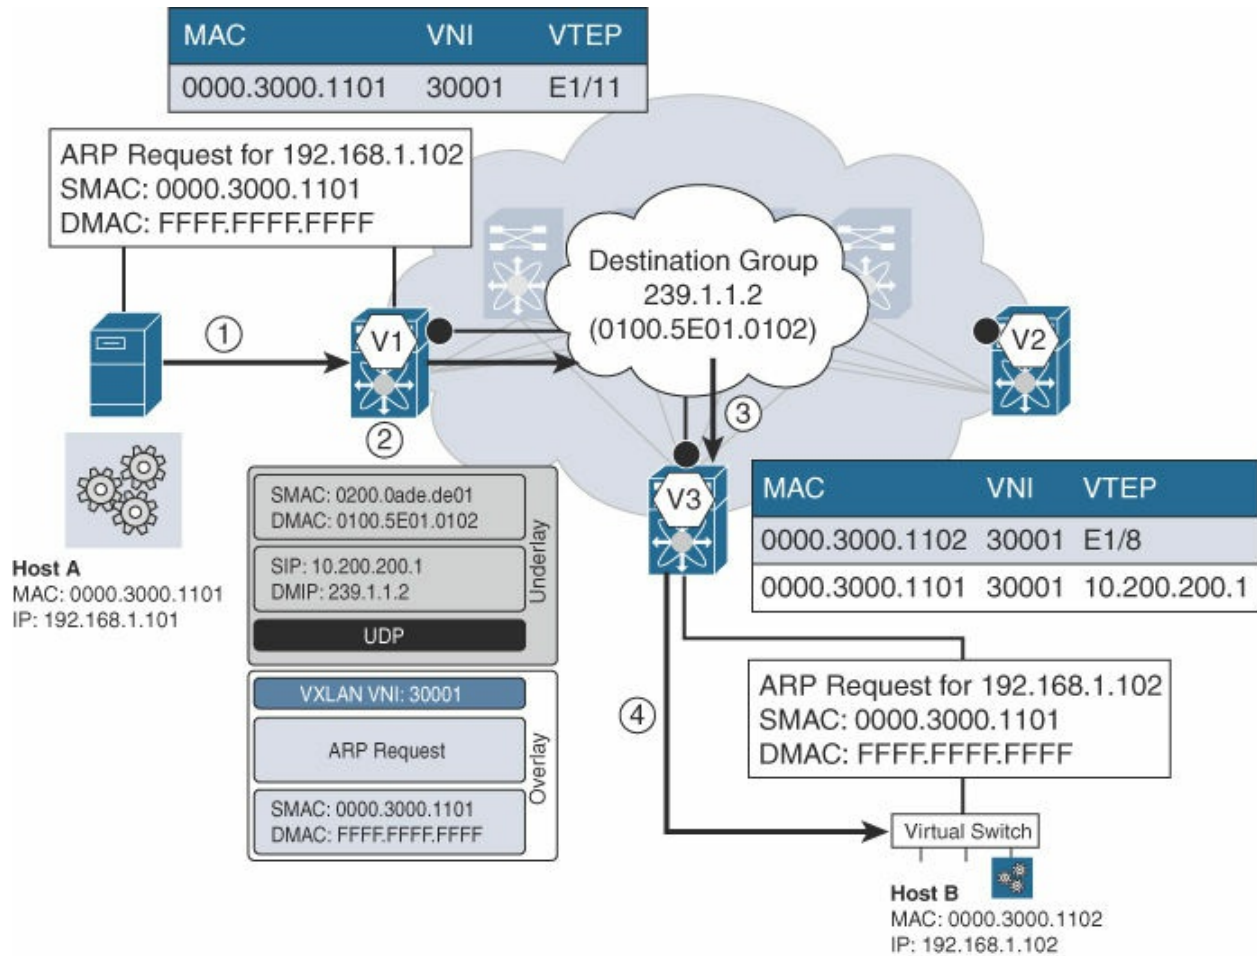 MAC VNI VTEP
0000.3000.1101 30001 E1/11
ARP Request for 192.168.1.102
SMAC: 0000.3000.1101
DMAC: FFFF.FFFF.FFFF
Destination Group
239.1.1.2
(0100.5E01.0102)
1
V1
V2
2
3
V3
SMAC: 0200.0ade.de01
DMAC: 0100.5E01.0102
SIP: 10.200.200.1
DMIP: 239.1.1.2
UDP
Underlay
VXLAN VNI: 30001
ARP Request
SMAC: 0000.3000.1101
DMAC: FFFF.FFFF.FFFF
Overlay
Host A
MAC: 0000.3000.1101
IP: 192.168.1.101
MAC VNI VTEP
0000.3000.1102 30001 E1/8
0000.3000.1101 30001 10.200.200.1
4
ARP Request for 192.168.1.102
SMAC: 0000.3000.1101
DMAC: FFFF.FFFF.FFFF
Virtual Switch
Host B
MAC: 0000.3000.1102
IP: 192.168.1.102